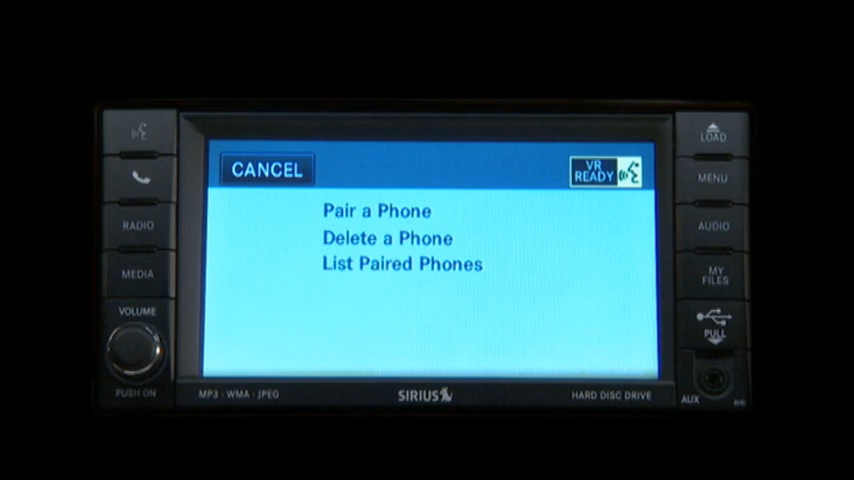 CANCEL
VR
READY
Pair a Phone
Delete a Phone
List Paired Phones
RADIO
MEDIA
VOLUME
PUSH ON
LOAD
MENU
AUDIO
MY
FILES
PULL
AUX
MP3 · WMA · JPEG
SIRIUS
HARD DISC DRIVE